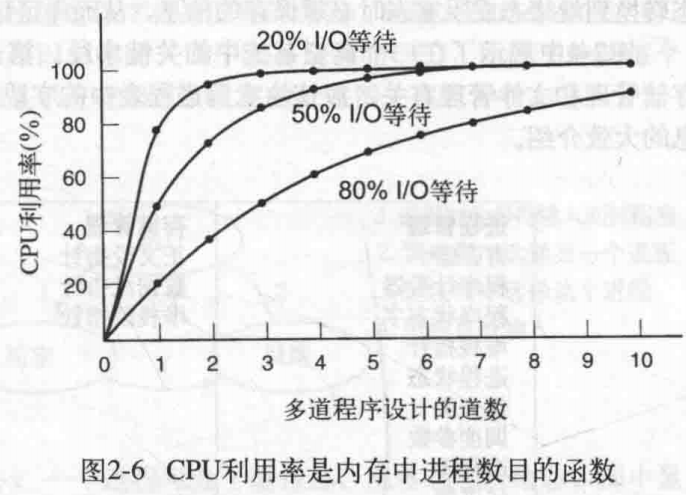 20% I/O等待
100
50% I/O等待
80
60
80% I/O等待
40
20
CPU利用率(%)
0 1 2 3 4 5 6 7 8 9 10
多道程序设计的道数
图2-6 CPU利用率是内存中进程数目的函数